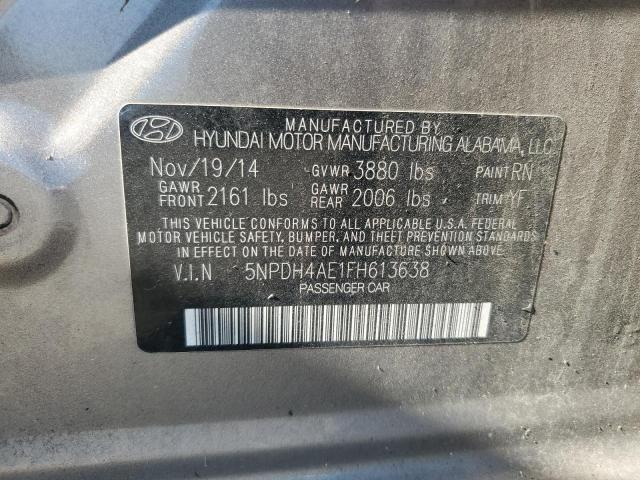 MANUFACTURED BY
HYUNDAI MOTOR MANUFACTURING ALABAMA, LLC
Nov/19/14 GVWR 3880 lbs PAINT RN
GAWR FRONT 2161 lbs GAWR REAR 2006 lbs TRIM YF
THIS VEHICLE CONFORMS TO ALL APPLICABLE U.S.A. FEDERAL
MOTOR VEHICLE SAFETY, BUMPER, AND THEFT PREVENTION STANDARDS
IN EFFECT ON THE DATE OF MANUFACTURE SHOWN ABOVE.
V.I.N 5NPDH4AE1FH613638
PASSENGER CAR